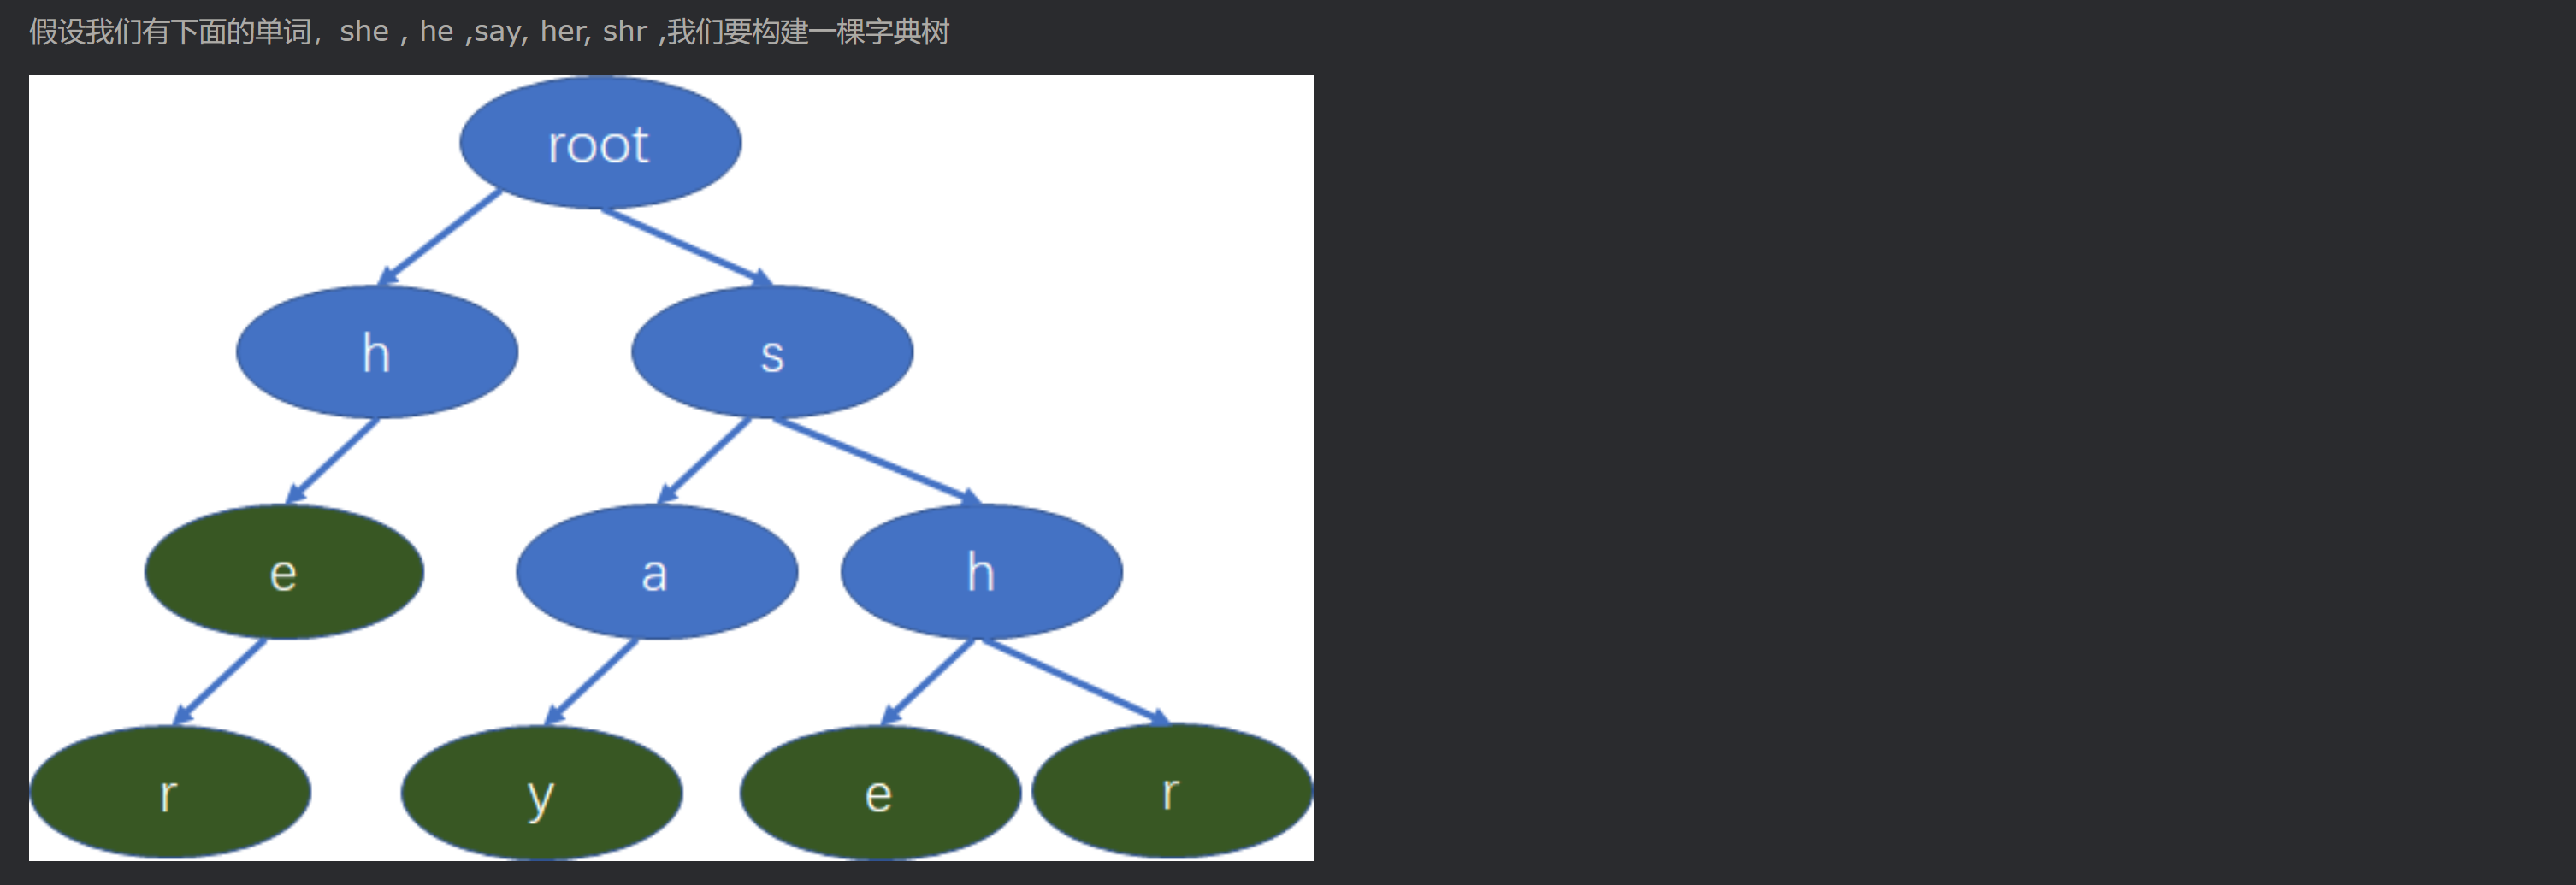 假设我们有下面的单词，she , he ,say, her, shr ,我们要构建一棵字典树
root
h s
e a h
r y e r